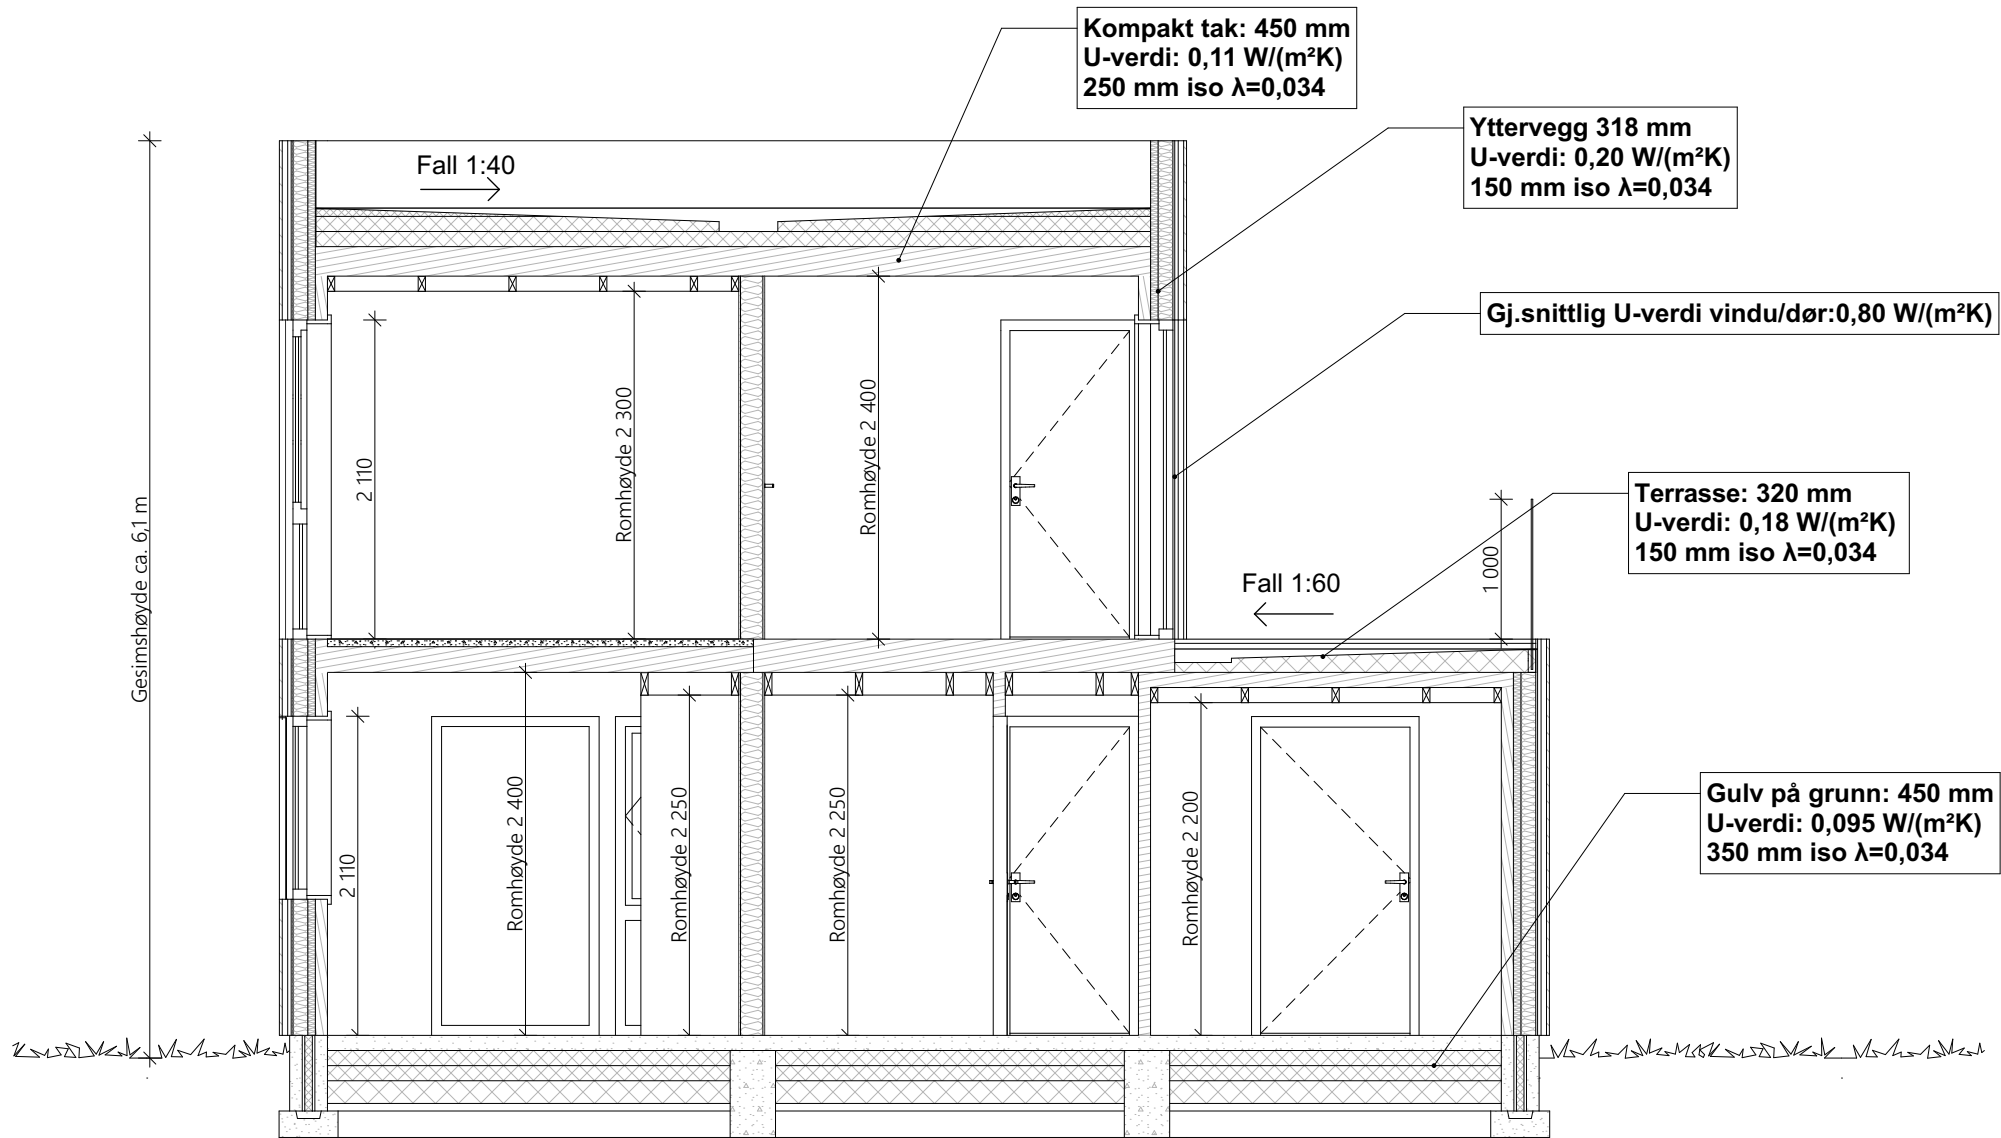 Kompakt tak: 450 mm
U-verdi: 0,11 W/(m²K)
250 mm iso λ=0,034
Yttervegg 318 mm
U-verdi: 0,20 W/(m²K)
150 mm iso λ=0,034
Fall 1:40
Gj.snittlig U-verdi vindu/dør:0,80 W/(m²K)
2 110
Romhøyde 2 300
Romhøyde 2 400
Terrasse: 320 mm
U-verdi: 0,18 W/(m²K)
150 mm iso λ=0,034
1 000
Fall 1:60
Gesimshøyde ca. 6,1 m
2 110
Romhøyde 2 400
Romhøyde 2 250
Romhøyde 2 250
Romhøyde 2 200
Gulv på grunn: 450 mm
U-verdi: 0,095 W/(m²K)
350 mm iso λ=0,034